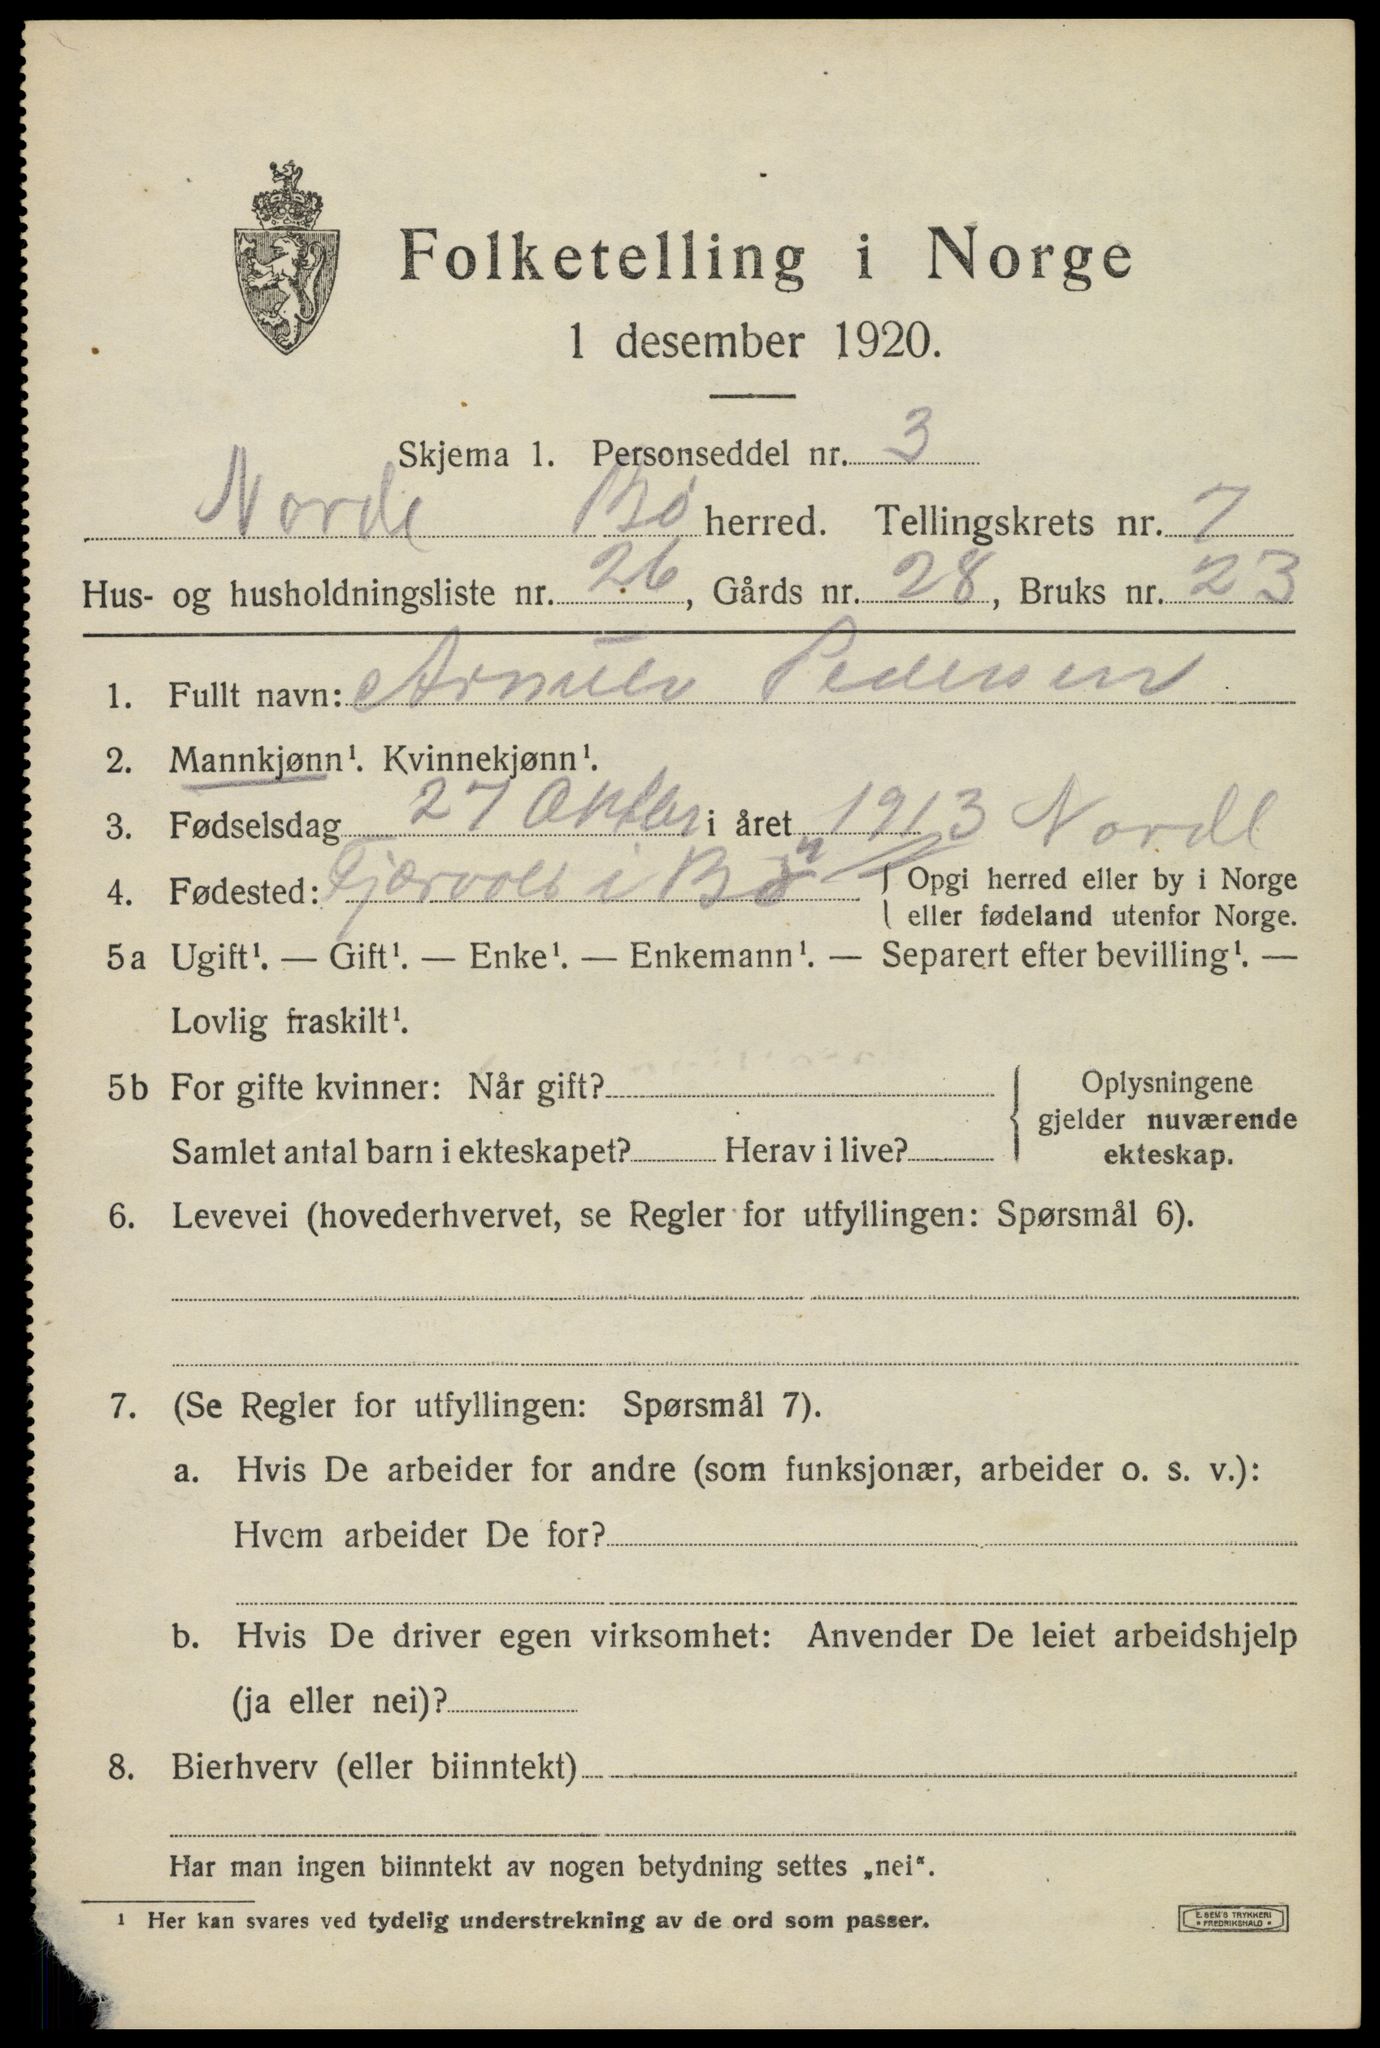 Folketelling i Norge
1 desember 1920.
Skjema 1. Personseddel nr. 3
Bø herred. Tellingskrets nr. 7
Hus- og husholdningsliste nr. 26, Gårds nr. 28, Bruks nr. 23
1. Fullt navn: Pedersen
2. Mannkjønn¹. Kvinnekjønn¹.
3. Fødselsdag 27 Oktbr i året 1913
4. Fødested: i Bø { Opgi herred eller by i Norge
eller fødeland utenfor Norge.
5a Ugift¹. — Gift¹. — Enke¹. — Enkemann¹. — Separert efter bevilling¹. —
Lovlig fraskilt¹.
5b For gifte kvinner: Når gift? { Oplysningene
gjelder nuværende
Samlet antal barn i ekteskapet? Herav i live? ekteskap.
6. Levevei (hovederhvervet, se Regler for utfyllingen: Spørsmål 6).
7. (Se Regler for utfyllingen: Spørsmål 7).
a. Hvis De arbeider for andre (som funksjonær, arbeider o. s. v.):
Hvem arbeider De for?
b. Hvis De driver egen virksomhet: Anvender De leiet arbeidshjelp
(ja eller nei)?
8. Bierhverv (eller biinntekt)
Har man ingen biinntekt av nogen betydning settes „nei“.
¹ Her kan svares ved tydelig understrekning av de ord som passer.
E. SEM'S TRYKKERI
• FREDRIKSHALD •